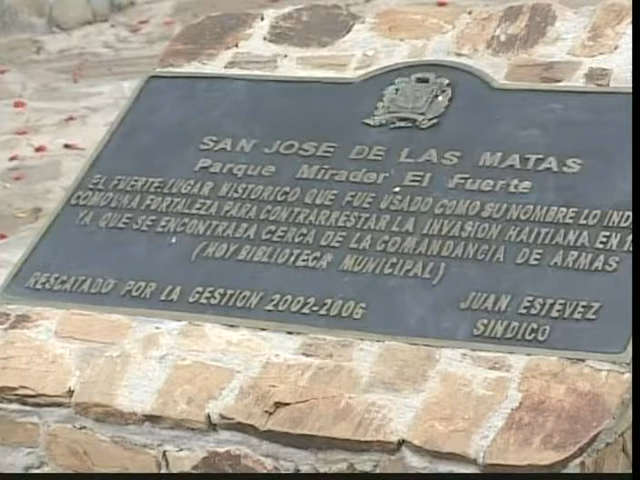 SAN JOSE DE LAS MATAS
Parque Mirador El Fuerte
EL FUERTE: LUGAR HISTORICO QUE FUE USADO COMO SU NOMBRE LO IND
COMO UNA FORTALEZA PARA CONTRARRESTAR LA INVASION HAITIANA EN
YA QUE SE ENCONTRABA CERCA DE LA COMANDANCIA DE ARMAS
(HOY BIBLIOTECA MUNICIPAL)
RESCATADO POR LA GESTION 2002-2006
JUAN ESTEVEZ
SINDICO